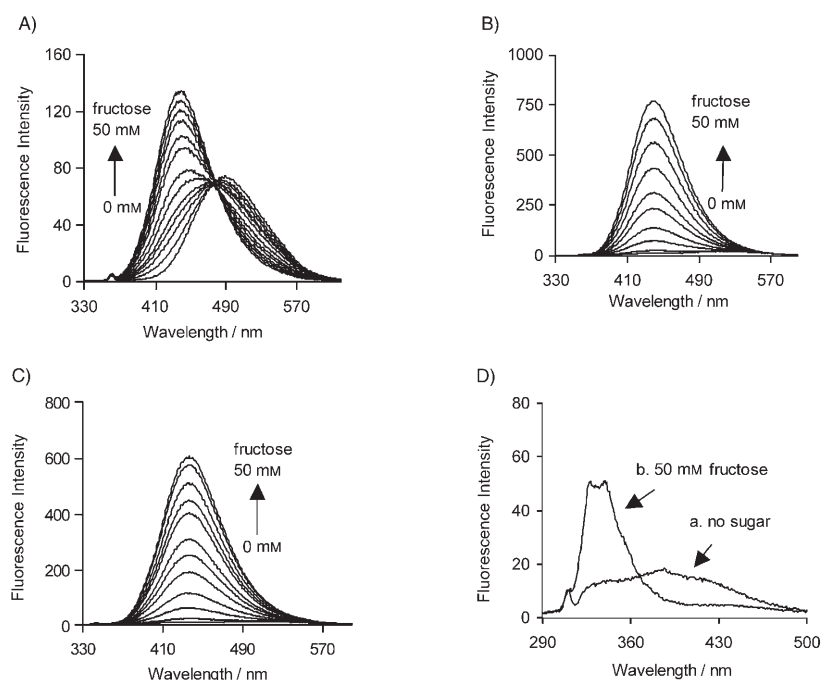 A)
160
120
80
40
0
330
410
490
570
Fluorescence Intensity
Wavelength / nm
fructose
50 mM
0 mM
B)
1000
750
500
250
0
330
410
490
570
Fluorescence Intensity
Wavelength / nm
fructose
50 mM
0 mM
C)
800
600
400
200
0
330
410
490
570
Fluorescence Intensity
Wavelength / nm
fructose
50 mM
0 mM
D)
80
60
40
20
0
290
360
430
500
Fluorescence Intensity
Wavelength / nm
b. 50 mM fructose
a. no sugar